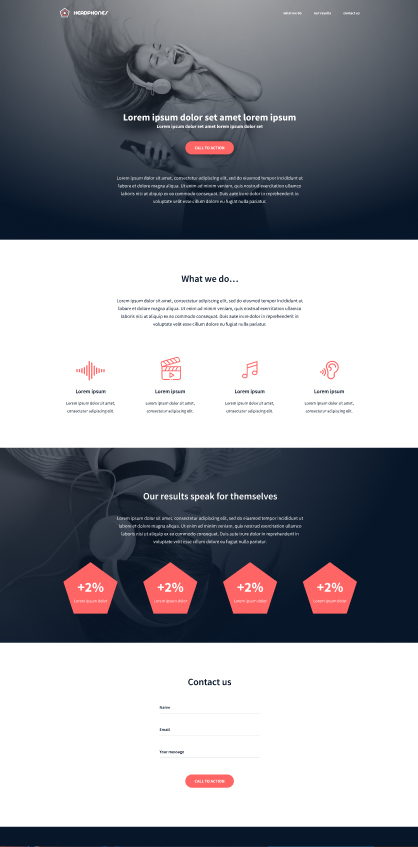 HEADPHONES
what we do our results contact us
Lorem ipsum dolor set amet lorem ipsum
Lorem ipsum dolor set amet lorem ipsum dolor set
CALL TO ACTION
Lorem ipsum dolor sit amet, consectetur adipiscing elit, sed do eiusmod tempor incididunt ut
labore et dolore magna aliqua. Ut enim ad minim veniam, quis nostrud exercitation ullamco
laboris nisi ut aliquip ex ea commodo consequat. Duis aute irure dolor in reprehenderit in
voluptate velit esse cillum dolore eu fugiat nulla pariatur.
What we do...
Lorem ipsum dolor sit amet, consectetur adipiscing elit, sed do eiusmod tempor incididunt ut
labore et dolore magna aliqua. Ut enim ad minim veniam, quis nostrud exercitation ullamco
laboris nisi ut aliquip ex ea commodo consequat. Duis aute irure dolor in reprehenderit in
voluptate velit esse cillum dolore eu fugiat nulla pariatur.
Lorem ipsum Lorem ipsum Lorem ipsum Lorem ipsum
Lorem ipsum dolor sit amet, Lorem ipsum dolor sit amet, Lorem ipsum dolor sit amet, Lorem ipsum dolor sit amet,
consectetur adipiscing elit. consectetur adipiscing elit. consectetur adipiscing elit. consectetur adipiscing elit.
Our results speak for themselves
Lorem ipsum dolor sit amet, consectetur adipiscing elit, sed do eiusmod tempor incididunt ut
labore et dolore magna aliqua. Ut enim ad minim veniam, quis nostrud exercitation ullamco
laboris nisi ut aliquip ex ea commodo consequat. Duis aute irure dolor in reprehenderit in
voluptate velit esse cillum dolore eu fugiat nulla pariatur.
+2% +2% +2% +2%
Lorem ipsum dolor Lorem ipsum dolor Lorem ipsum dolor Lorem ipsum dolor
Contact us
Name
Email
Your message
CALL TO ACTION